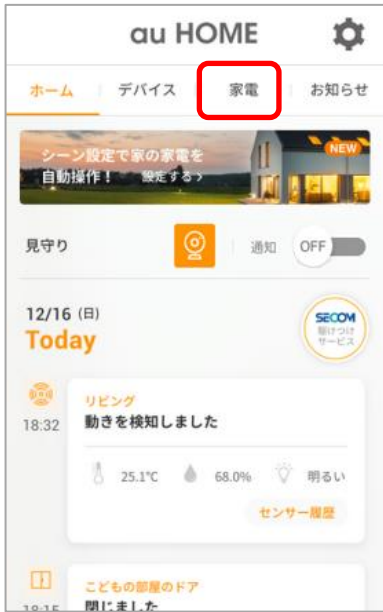 au HOME
ホーム デバイス 家電 お知らせ
シーン設定で家の家電を
自動操作! 設定する>
NEW
見守り 通知 OFF
12/16 (日)
Today
SECOM
駆けつけ
サービス
リビング
18:32 動きを検知しました
25.1℃ 68.0% 明るい
センサー履歴
こどもの部屋のドア
18:15 閉じました